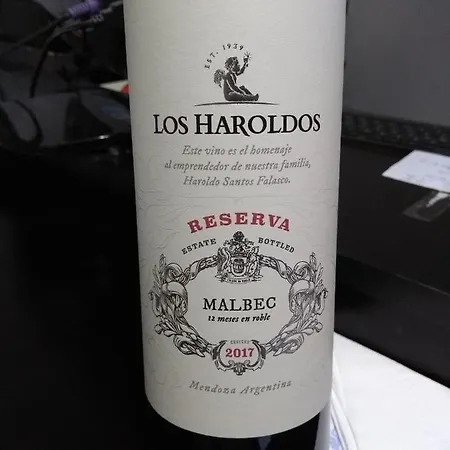 EST. 1939
LOS HAROLDOS
Este vino es el homenaje
al emprendedor de nuestra familia,
Haroldo Santos Falasco.
RESERVA
ESTATE BOTTLED
MALBEC
12 meses en roble
2017
Mendoza Argentina